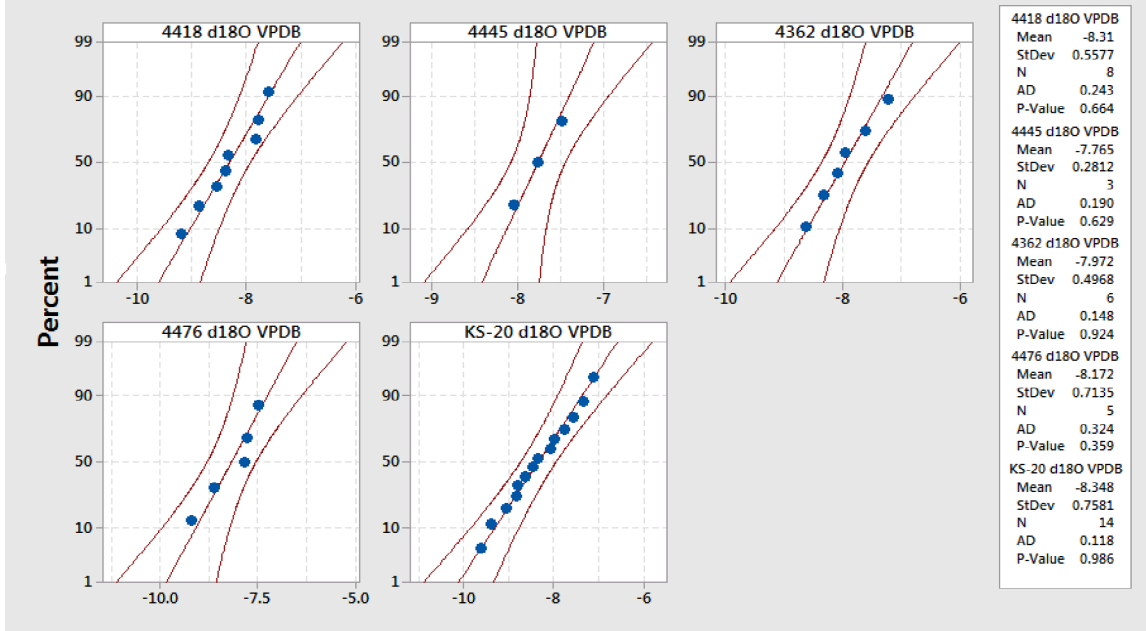 4418 d18O VPDB
4445 d18O VPDB
4362 d18O VPDB
99
90
50
10
1
-10
-8
-6
99
90
50
10
1
-9
-8
-7
99
90
50
10
1
-10
-8
-6
Percent
4476 d18O VPDB
KS-20 d18O VPDB
99
90
50
10
1
-10.0
-7.5
-5.0
99
90
50
10
1
-10
-8
-6
4418 d18O VPDB
Mean -8.31
StDev 0.5577
N 8
AD 0.243
P-Value 0.664
4445 d18O VPDB
Mean -7.765
StDev 0.2812
N 3
AD 0.190
P-Value 0.629
4362 d18O VPDB
Mean -7.972
StDev 0.4968
N 6
AD 0.148
P-Value 0.924
4476 d18O VPDB
Mean -8.172
StDev 0.7135
N 5
AD 0.324
P-Value 0.359
KS-20 d18O VPDB
Mean -8.348
StDev 0.7581
N 14
AD 0.118
P-Value 0.986